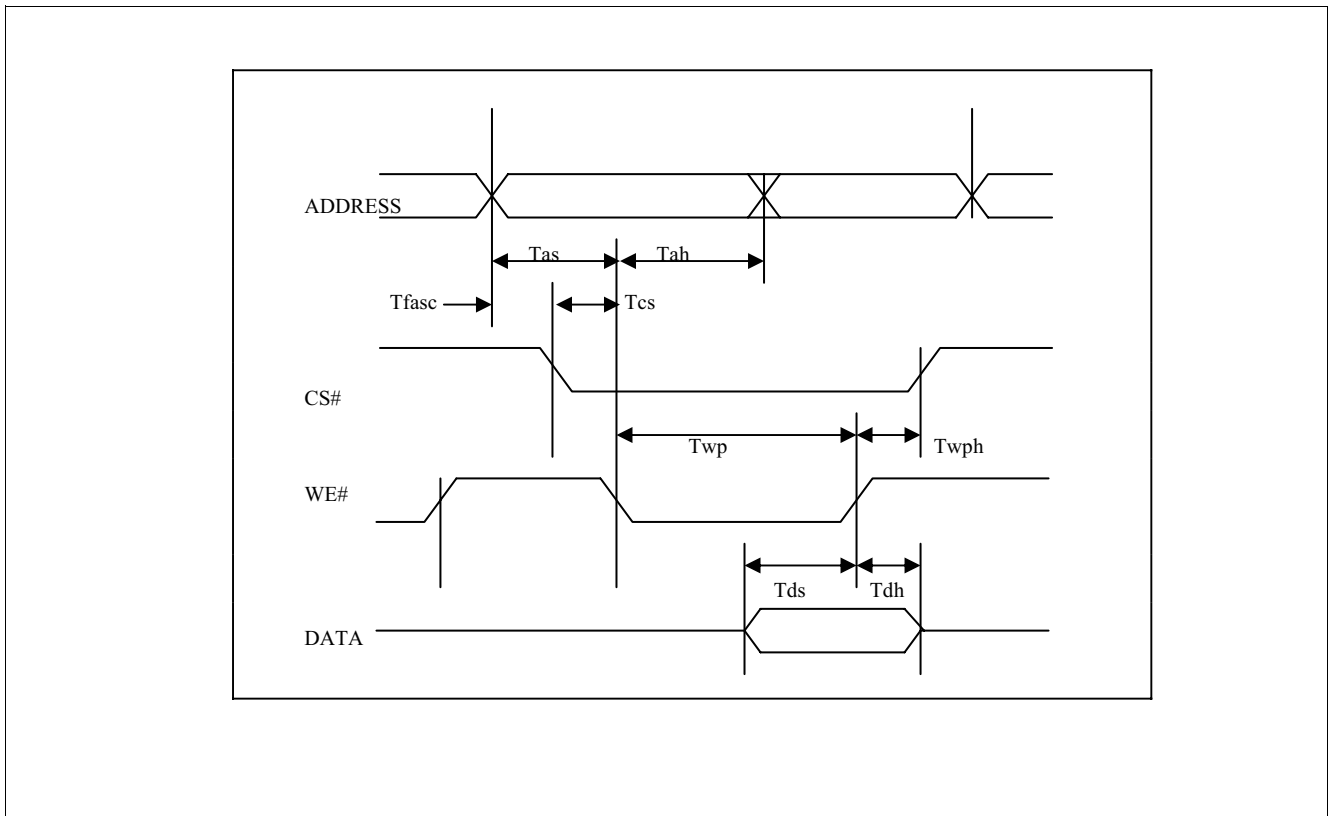 ADDRESS
Tas Tah
Tfasc Tcs
CS#
Twp Twph
WE#
Tds Tdh
DATA